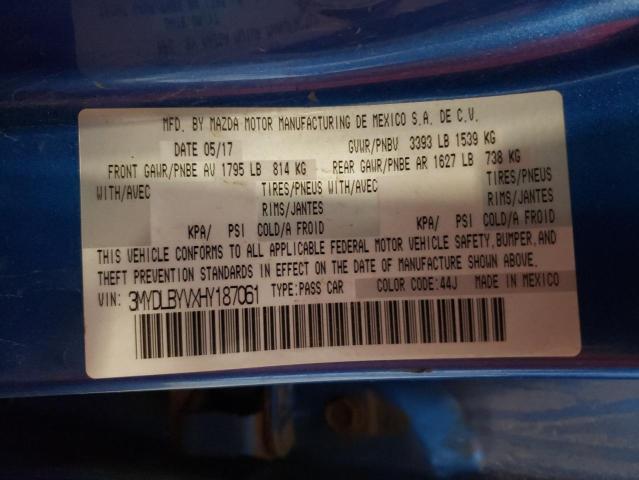 MFD. BY MAZDA MOTOR MANUFACTURING DE MEXICO S.A. DE C.V.
DATE 05/17 GVWR/PNBV 3393 LB 1539 KG
FRONT GAWR/PNBE AV 1795 LB 814 KG REAR GAWR/PNBE AR 1627 LB 738 KG
WITH/AVEC TIRES/PNEUS WITH/AVEC TIRES/PNEUS
RIMS/JANTES RIMS/JANTES
KPA/ PSI COLD/A FROID KPA/ PSI COLD/A FROID
THIS VEHICLE CONFORMS TO ALL APPLICABLE FEDERAL MOTOR VEHICLE SAFETY,BUMPER,AND
THEFT PREVENTION STANDARDS IN EFFECT ON THE DATE OF MANUFACTURE SHOWN ABOVE.
VIN: 3MYDLBYVXHY187061 TYPE:PASS CAR COLOR CODE:44J MADE IN MEXICO